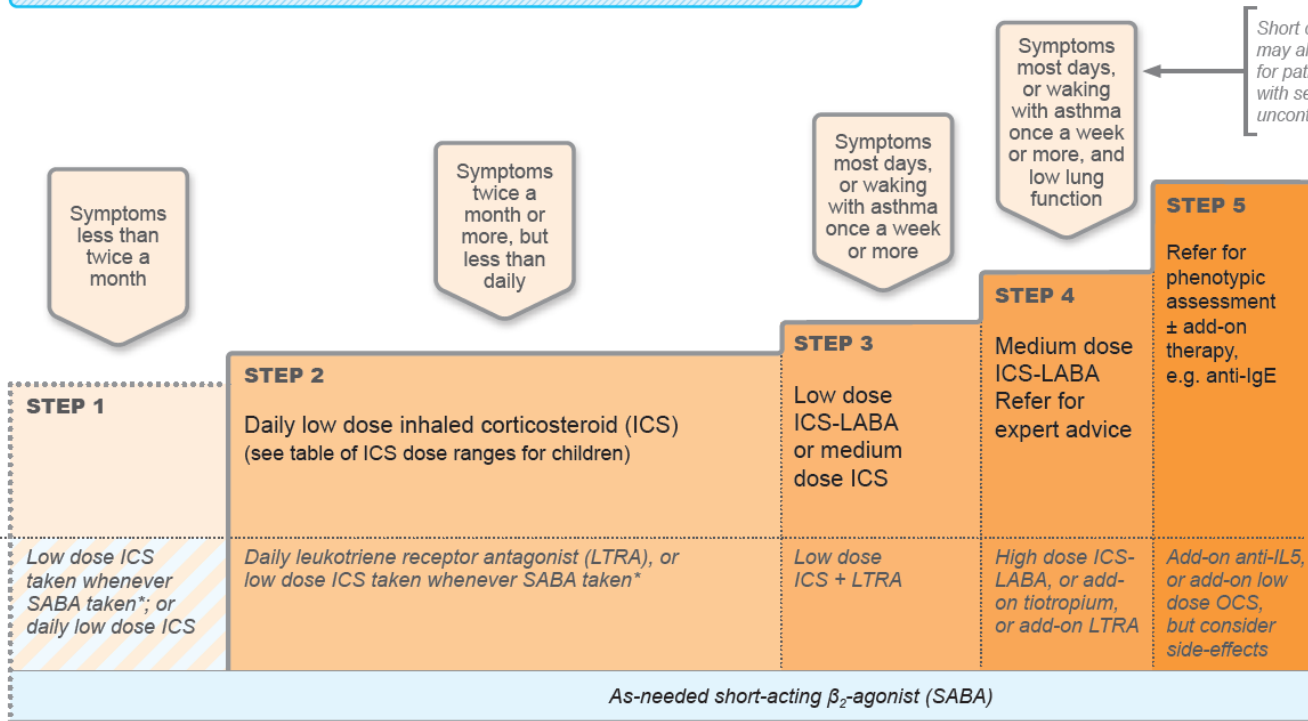 Symptoms
less than
twice a
month
Symptoms
twice a
month or
more, but
less than
daily
Symptoms
most days,
or waking
with asthma
once a week
or more
Symptoms
most days,
or waking
with asthma
once a week
or more, and
low lung
function
Short
may
for
with
STEP 1
STEP 2
Daily low dose inhaled corticosteroid (ICS)
(see table of ICS dose ranges for children)
STEP 3
Low dose
ICS-LABA
or medium
dose ICS
STEP 4
Medium dose
ICS-LABA
Refer for
expert advice
STEP 5
Refer for
phenotypic
assessment
± add-on
therapy,
e.g. anti-IgE
Low dose ICS
taken whenever
SABA taken*; or
daily low dose ICS
Daily leukotriene receptor antagonist (LTRA), or
low dose ICS taken whenever SABA taken*
Low dose
ICS + LTRA
High dose ICS-
LABA, or add-
on tiotropium,
or add-on LTRA
Add-on anti-IL5,
or add-on low
dose OCS,
but consider
side-effects
As-needed short-acting β₂-agonist (SABA)